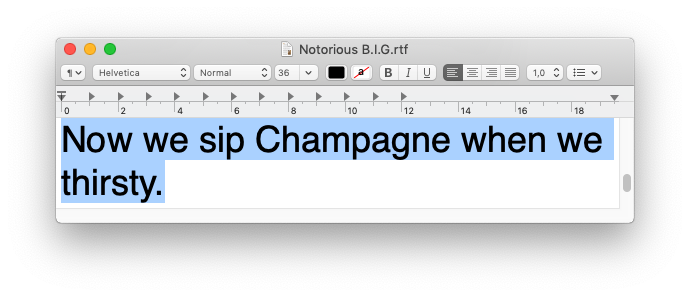 Notorious B.I.G.rtf
¶ Helvetica Normal 36 a B I U 1,0
0 2 4 6 8 10 12 14 16 18
Now we sip Champagne when we
thirsty.